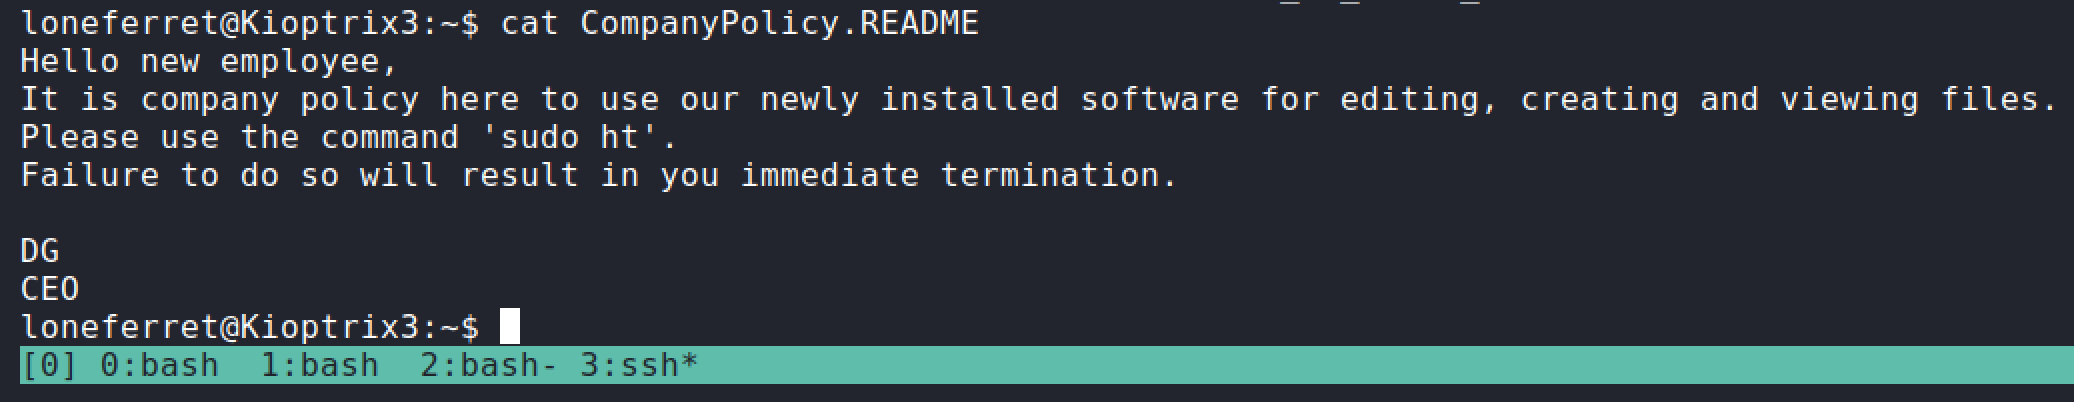 loneferret@Kioptrix3:~$ cat CompanyPolicy.README
Hello new employee,
It is company policy here to use our newly installed software for editing, creating and viewing files.
Please use the command 'sudo ht'.
Failure to do so will result in you immediate termination.
DG
CEO
loneferret@Kioptrix3:~$
[0] 0:bash  1:bash  2:bash- 3:ssh*